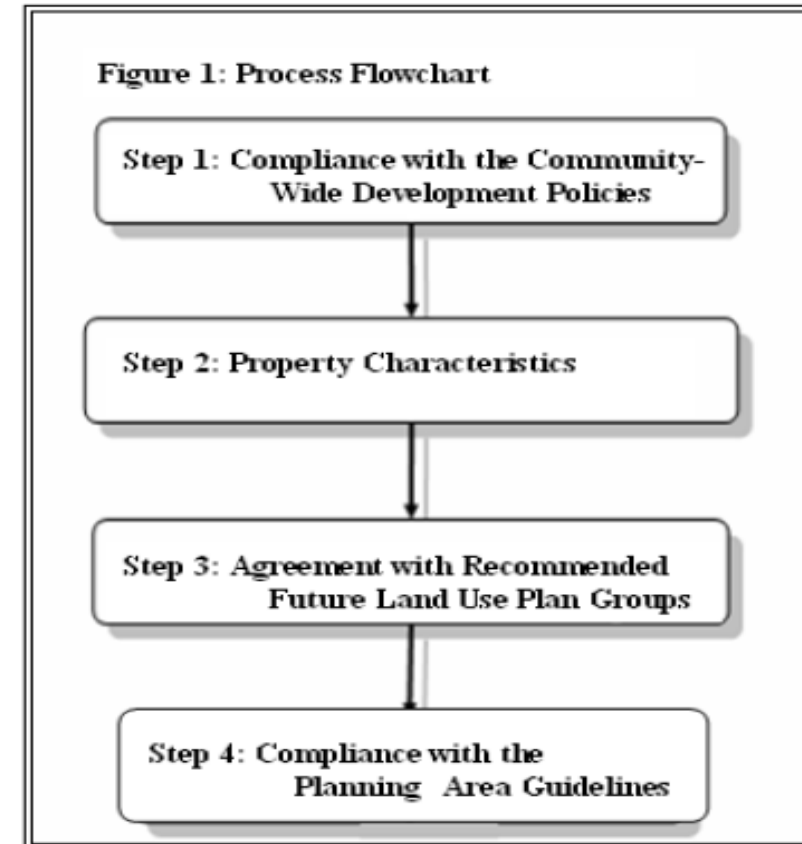 Figure 1: Process Flowchart
Step 1: Compliance with the Community-
Wide Development Policies
Step 2: Property Characteristics
Step 3: Agreement with Recommended
Future Land Use Plan Groups
Step 4: Compliance with the
Planning Area Guidelines